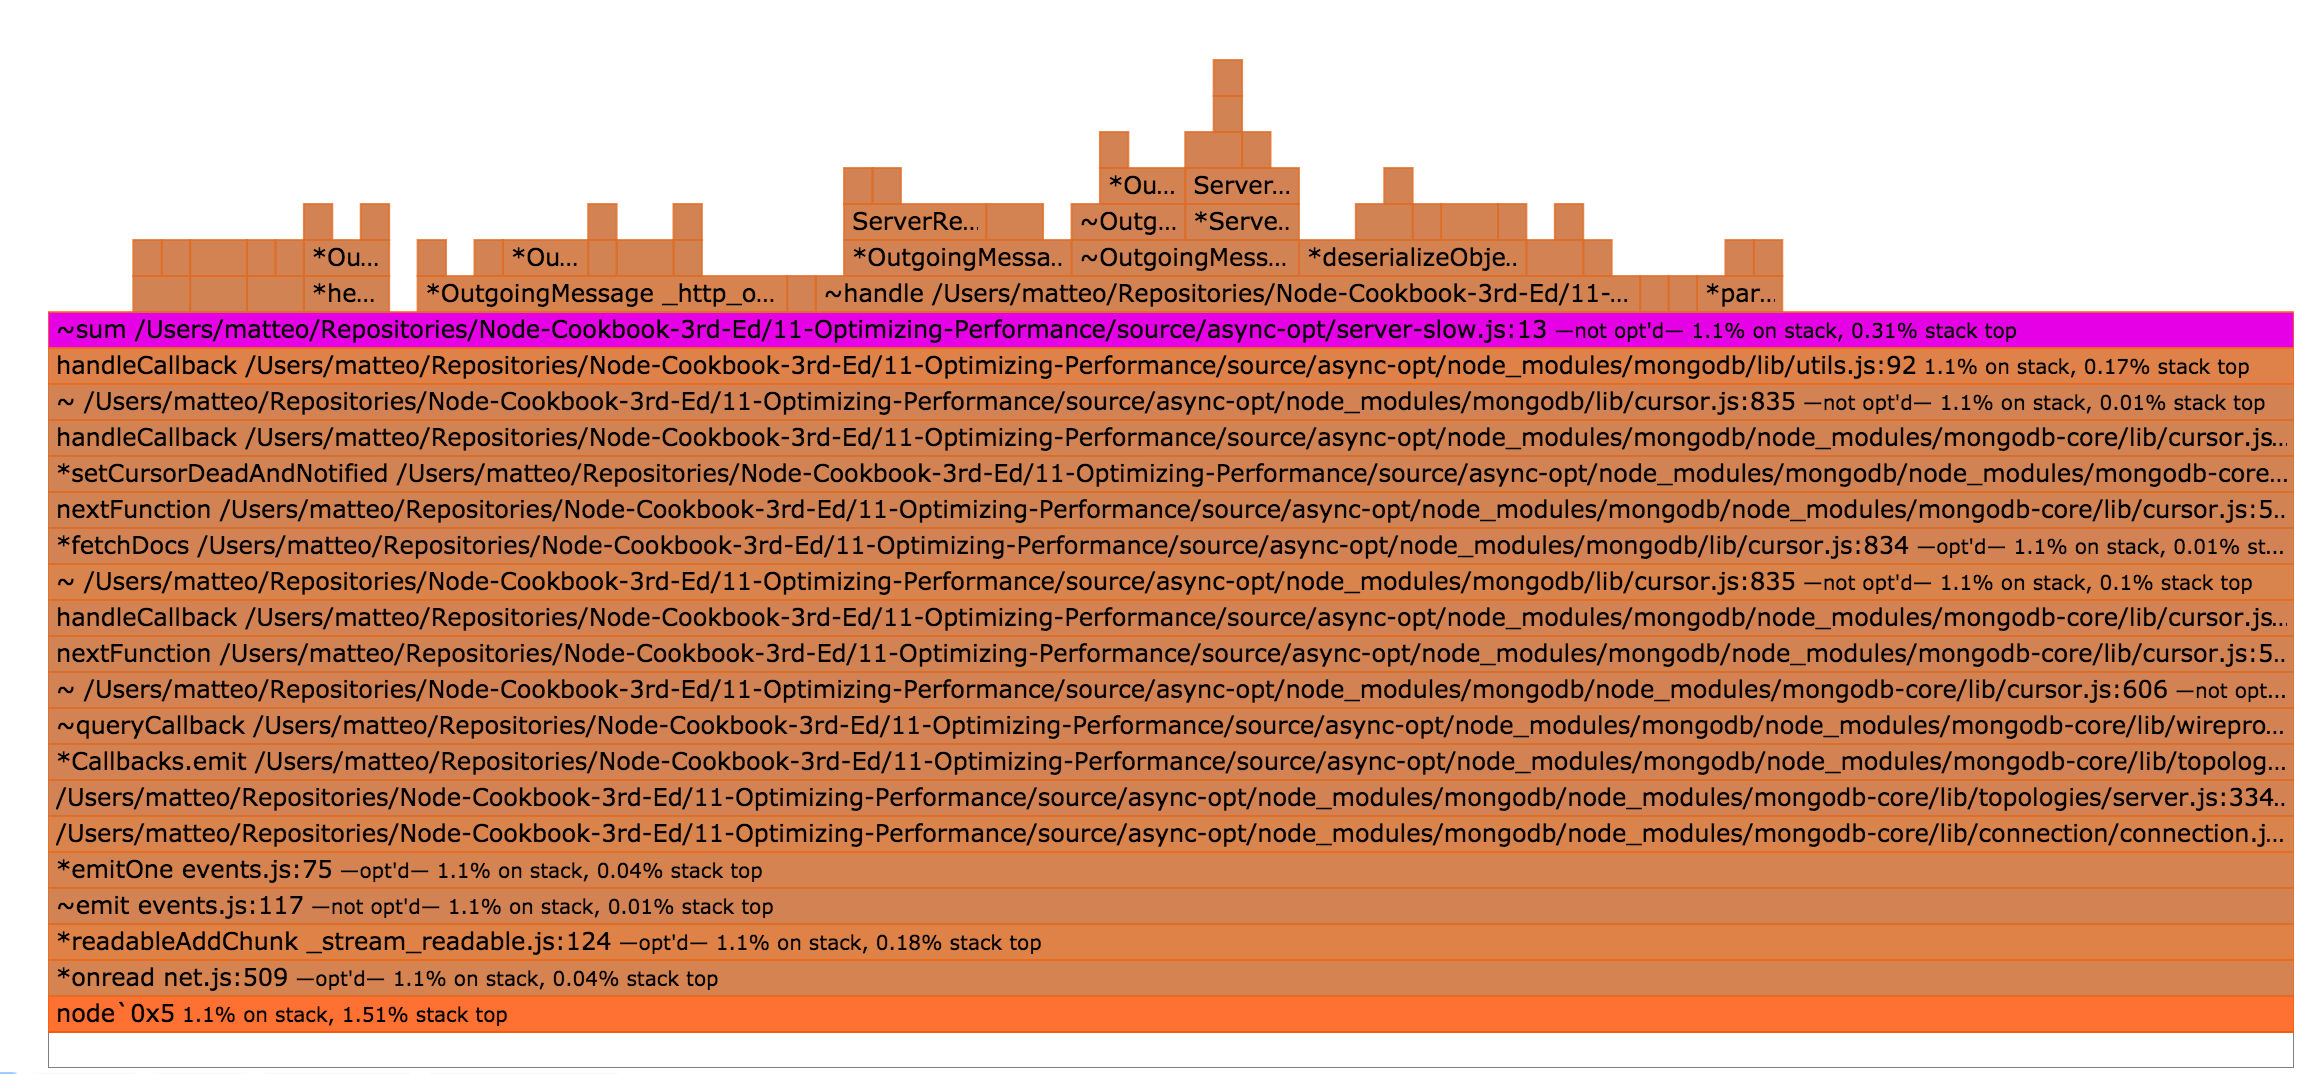 *Ou... Server...
ServerRe... ~Outg... *Serve..
*Ou... *Ou... *OutgoingMessa.. ~OutgoingMess... *deserializeObje..
*he... *OutgoingMessage _http_o... ~handle /Users/matteo/Repositories/Node-Cookbook-3rd-Ed/11-... *par...
~sum /Users/matteo/Repositories/Node-Cookbook-3rd-Ed/11-Optimizing-Performance/source/async-opt/server-slow.js:13 —not opt'd— 1.1% on stack, 0.31% stack top
handleCallback /Users/matteo/Repositories/Node-Cookbook-3rd-Ed/11-Optimizing-Performance/source/async-opt/node_modules/mongodb/lib/utils.js:92 1.1% on stack, 0.17% stack top
~ /Users/matteo/Repositories/Node-Cookbook-3rd-Ed/11-Optimizing-Performance/source/async-opt/node_modules/mongodb/lib/cursor.js:835 —not opt'd— 1.1% on stack, 0.01% stack top
handleCallback /Users/matteo/Repositories/Node-Cookbook-3rd-Ed/11-Optimizing-Performance/source/async-opt/node_modules/mongodb/node_modules/mongodb-core/lib/cursor.js...
*setCursorDeadAndNotified /Users/matteo/Repositories/Node-Cookbook-3rd-Ed/11-Optimizing-Performance/source/async-opt/node_modules/mongodb/node_modules/mongodb-core...
nextFunction /Users/matteo/Repositories/Node-Cookbook-3rd-Ed/11-Optimizing-Performance/source/async-opt/node_modules/mongodb/node_modules/mongodb-core/lib/cursor.js:5..
*fetchDocs /Users/matteo/Repositories/Node-Cookbook-3rd-Ed/11-Optimizing-Performance/source/async-opt/node_modules/mongodb/lib/cursor.js:834 —opt'd— 1.1% on stack, 0.01% st...
~ /Users/matteo/Repositories/Node-Cookbook-3rd-Ed/11-Optimizing-Performance/source/async-opt/node_modules/mongodb/lib/cursor.js:835 —not opt'd— 1.1% on stack, 0.1% stack top
handleCallback /Users/matteo/Repositories/Node-Cookbook-3rd-Ed/11-Optimizing-Performance/source/async-opt/node_modules/mongodb/node_modules/mongodb-core/lib/cursor.js...
nextFunction /Users/matteo/Repositories/Node-Cookbook-3rd-Ed/11-Optimizing-Performance/source/async-opt/node_modules/mongodb/node_modules/mongodb-core/lib/cursor.js:5..
~ /Users/matteo/Repositories/Node-Cookbook-3rd-Ed/11-Optimizing-Performance/source/async-opt/node_modules/mongodb/node_modules/mongodb-core/lib/cursor.js:606 —not opt...
~queryCallback /Users/matteo/Repositories/Node-Cookbook-3rd-Ed/11-Optimizing-Performance/source/async-opt/node_modules/mongodb/node_modules/mongodb-core/lib/wirepro...
*Callbacks.emit /Users/matteo/Repositories/Node-Cookbook-3rd-Ed/11-Optimizing-Performance/source/async-opt/node_modules/mongodb/node_modules/mongodb-core/lib/topolog...
/Users/matteo/Repositories/Node-Cookbook-3rd-Ed/11-Optimizing-Performance/source/async-opt/node_modules/mongodb/node_modules/mongodb-core/lib/topologies/server.js:334..
/Users/matteo/Repositories/Node-Cookbook-3rd-Ed/11-Optimizing-Performance/source/async-opt/node_modules/mongodb/node_modules/mongodb-core/lib/connection/connection.j...
*emitOne events.js:75 —opt'd— 1.1% on stack, 0.04% stack top
~emit events.js:117 —not opt'd— 1.1% on stack, 0.01% stack top
*readableAddChunk _stream_readable.js:124 —opt'd— 1.1% on stack, 0.18% stack top
*onread net.js:509 —opt'd— 1.1% on stack, 0.04% stack top
node`0x5 1.1% on stack, 1.51% stack top